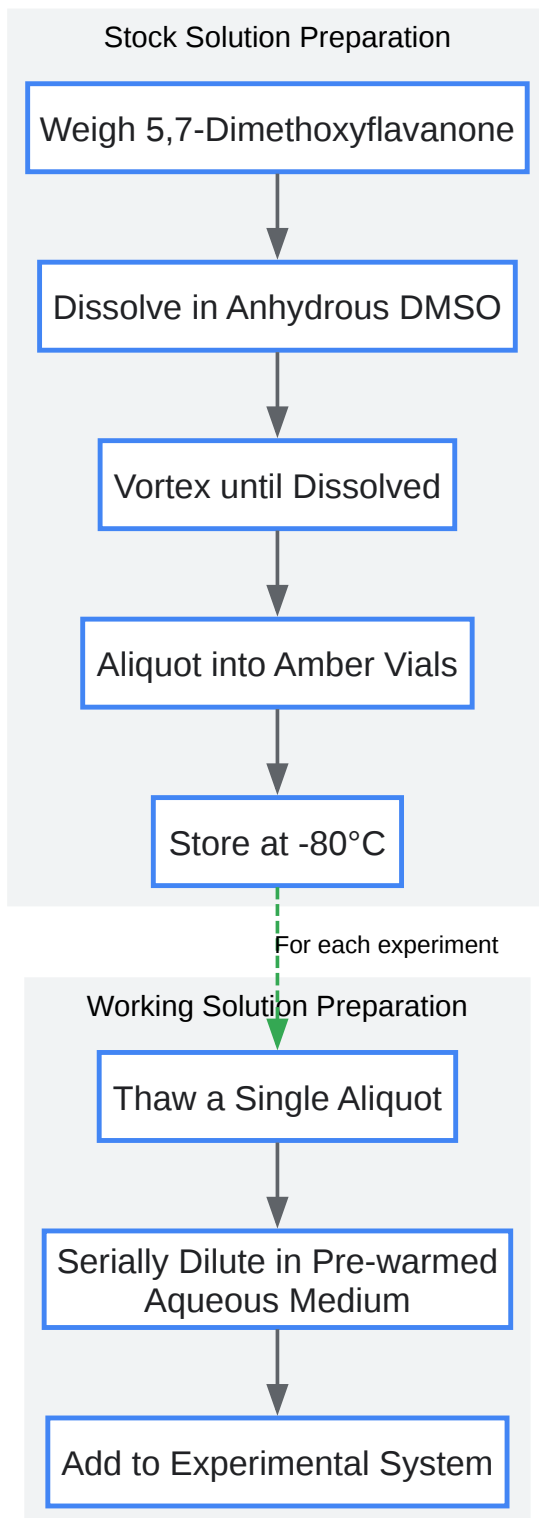 Stock Solution Preparation
Weigh 5,7-Dimethoxyflavanone
Dissolve in Anhydrous DMSO
Vortex until Dissolved
Aliquot into Amber Vials
Store at -80°C
For each experiment
Working Solution Preparation
Thaw a Single Aliquot
Serially Dilute in Pre-warmed
Aqueous Medium
Add to Experimental System